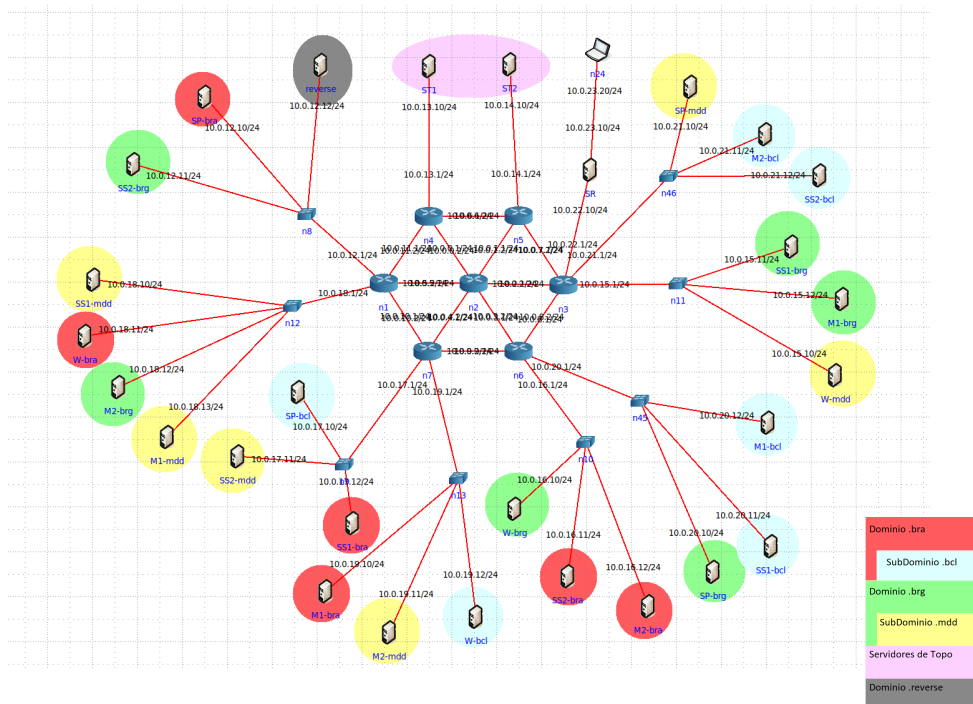 n24
reverse
ST1
ST2
10.0.23.20/24
SP-mdd
10.0.12.12/24
10.0.13.10/24
10.0.14.10/24
SP-bra
10.0.12.10/24
10.0.23.10/24
10.0.21.10/24
M2-bcl
10.0.21.11/24
SS2-brg
10.0.12.11/24
10.0.13.1/24
10.0.14.1/24
SR
n46
10.0.21.12/24
SS2-bcl
10.0.22.10/24
n8
n4
n5
10.0.12.1/24
10.0.22.1/24
10.0.21.1/24
10.0.15.11/24
SS1-brg
10.0.18.10/24
SS1-mdd
10.0.18.1/24
n1
n2
n3
10.0.15.1/24
n11
10.0.15.12/24
M1-brg
n12
10.0.18.11/24
W-bra
10.0.15.10/24
W-mdd
10.0.18.12/24
M2-brg
n7
n6
10.0.20.1/24
10.0.17.1/24
10.0.19.1/24
10.0.16.1/24
10.0.18.13/24
M1-mdd
SP-bcl
10.0.17.10/24
n45
10.0.20.12/24
M1-bcl
10.0.17.11/24
SS2-mdd
n10
n13
10.0.16.10/24
W-brg
10.0.20.11/24
10.0.20.10/24
10.0.16.11/24
SS1-bra
10.0.19.10/24
10.0.16.12/24
SS1-bcl
SP-brg
M1-bra
10.0.19.11/24
10.0.19.12/24
SS2-bra
M2-bra
M2-mdd
W-bcl
Dominio .bra
SubDominio .bcl
Dominio .brg
SubDominio .mdd
Servidores de Topo
Dominio .reverse